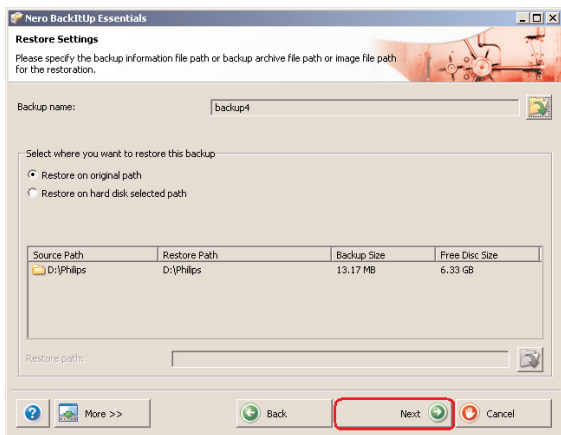 Nero BackItUp Essentials
Restore Settings
Please specify the backup information file path or backup archive file path or image file path
for the restoration.
Backup name:
backup4
Select where you want to restore this backup
Restore on original path
Restore on hard disk selected path
Source Path Restore Path Backup Size Free Disc Size
D:\Philips D:\Philips 13.17 MB 6.33 GB
Restore path:
More >> Back Next Cancel